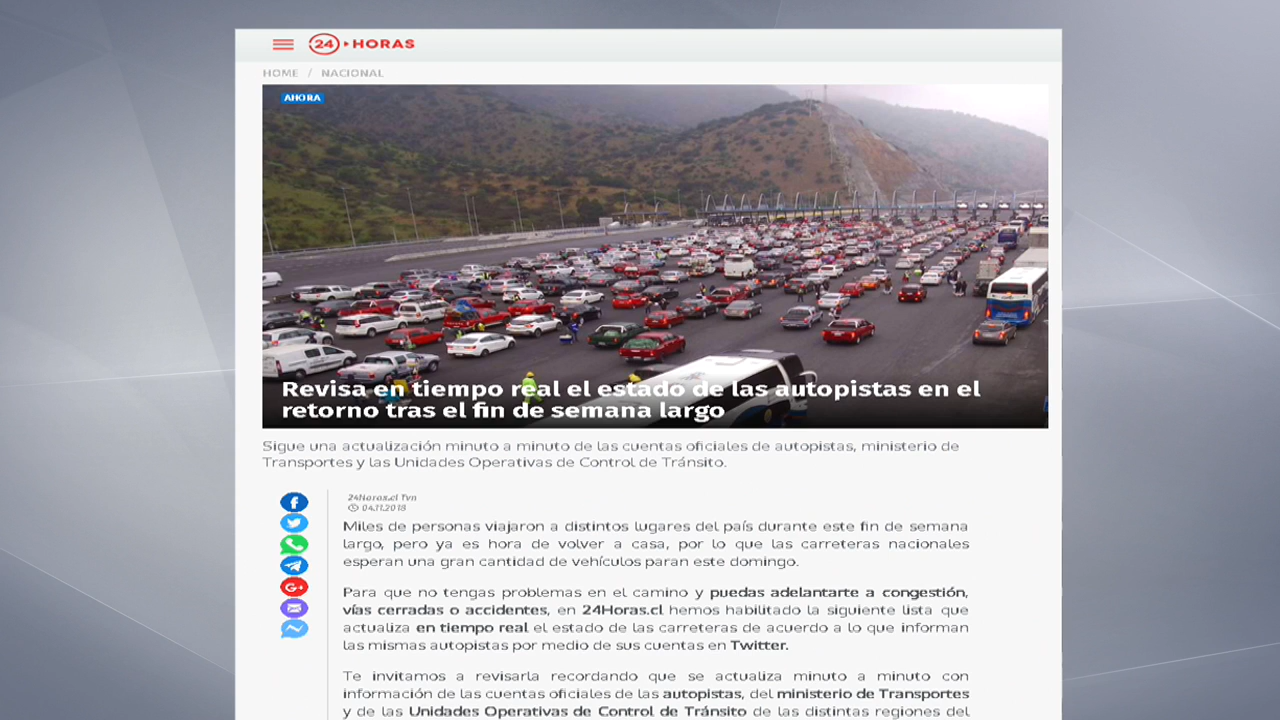 24 HORAS
HOME / NACIONAL
AHORA
Revisa en tiempo real el estado de las autopistas en el
retorno tras el fin de semana largo
Sigue una actualización minuto a minuto de las cuentas oficiales de autopistas, ministerio de
Transportes y las Unidades Operativas de Control de Tránsito.
24Horas.cl Tvn
04.11.2018
Miles de personas viajaron a distintos lugares del país durante este fin de semana
largo, pero ya es hora de volver a casa, por lo que las carreteras nacionales
esperan una gran cantidad de vehículos paran este domingo.
Para que no tengas problemas en el camino y puedas adelantarte a congestión,
vías cerradas o accidentes, en 24Horas.cl hemos habilitado la siguiente lista que
actualiza en tiempo real el estado de las carreteras de acuerdo a lo que informan
las mismas autopistas por medio de sus cuentas en Twitter.
Te invitamos a revisarla recordando que se actualiza minuto a minuto con
información de las cuentas oficiales de las autopistas, del ministerio de Transportes
y de las Unidades Operativas de Control de Tránsito de las distintas regiones del